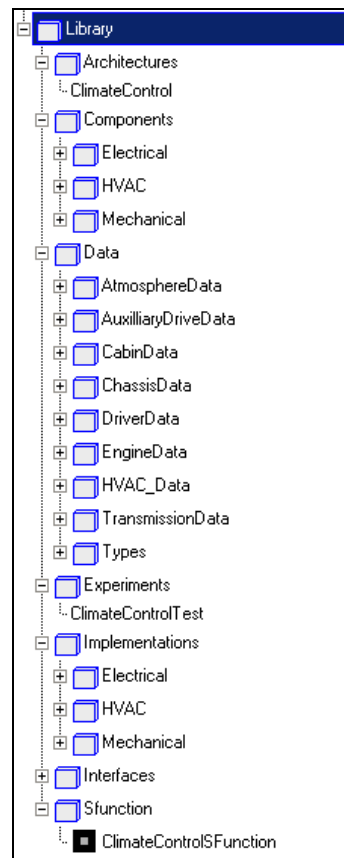 Library
Architectures
ClimateControl
Components
Electrical
HVAC
Mechanical
Data
AtmosphereData
AuxilliaryDriveData
CabinData
ChassisData
DriverData
EngineData
HVAC_Data
TransmissionData
Types
Experiments
ClimateControlTest
Implementations
Electrical
HVAC
Mechanical
Interfaces
Sfunction
ClimateControlSFunction